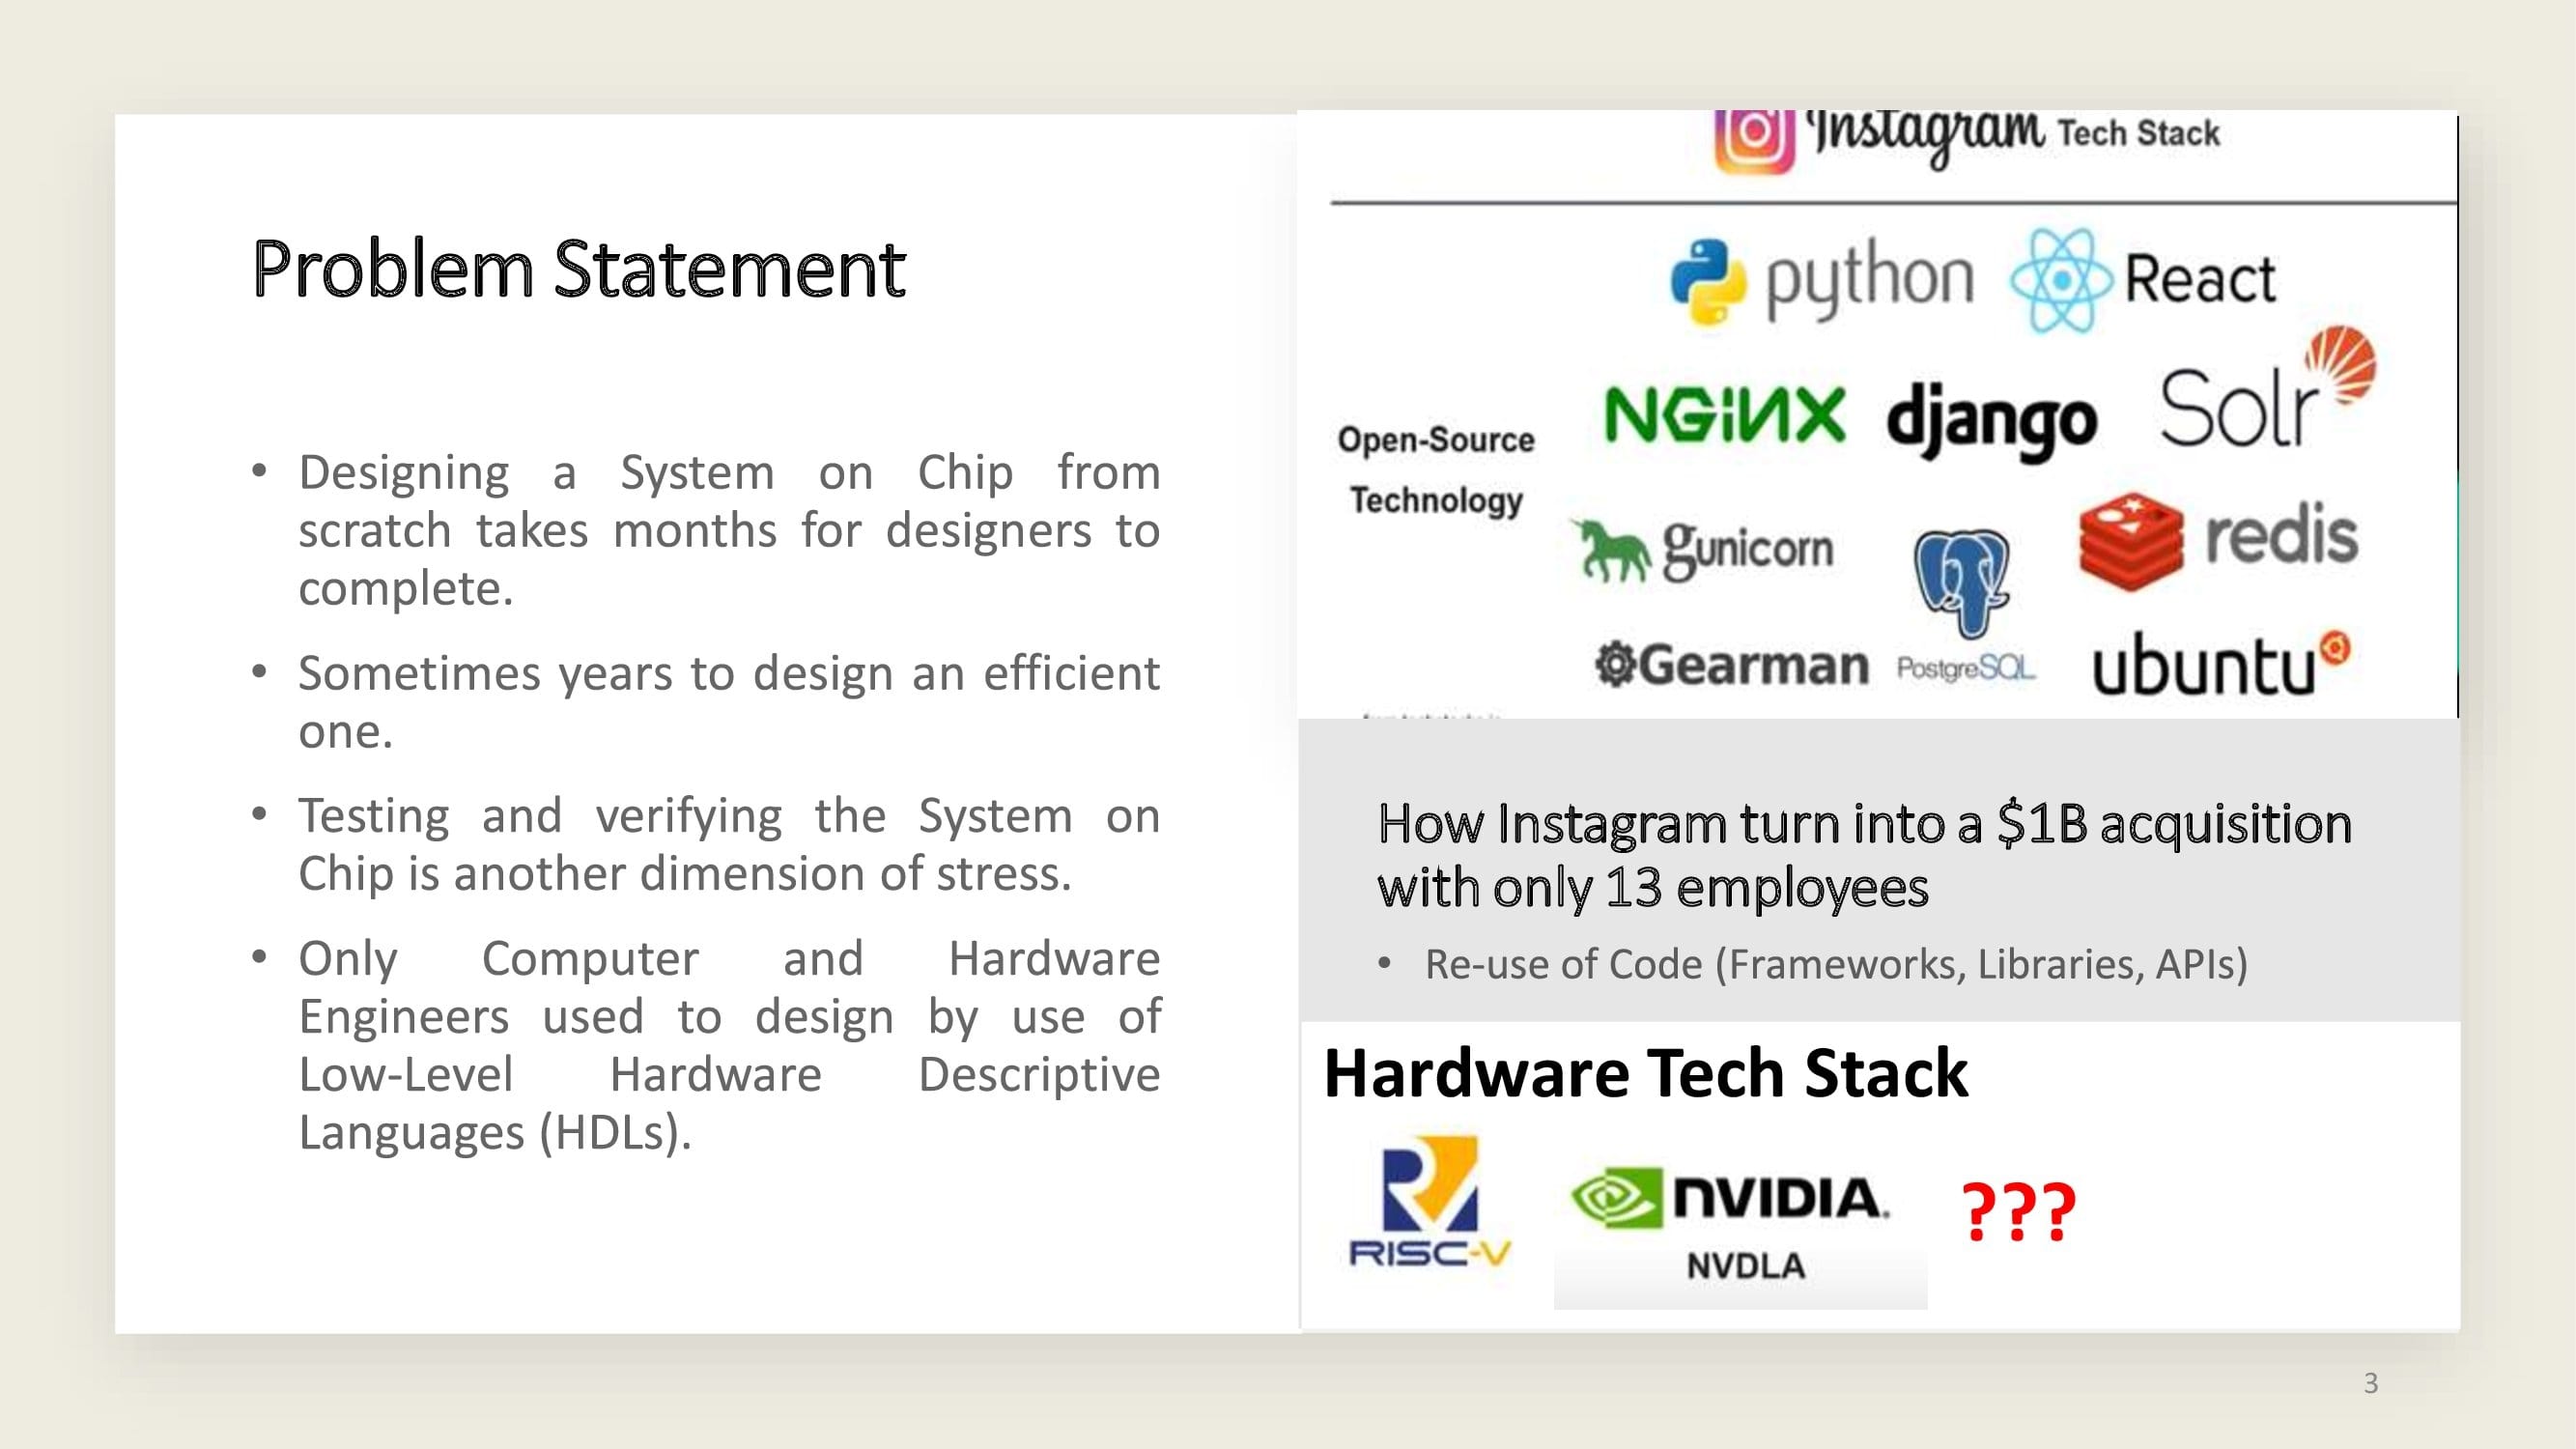 Problem Statement
• Designing a System on Chip from
scratch takes months for designers to
complete.
• Sometimes years to design an efficient
one.
• Testing and verifying the System on
Chip is another dimension of stress.
• Only Computer and Hardware
Engineers used to design by use of
Low-Level Hardware Descriptive
Languages (HDLs).
Instagram Tech Stack
python React
NGINX django Solr
Open-Source
Technology
gunicorn redis
Gearman PostgreSQL ubuntu
How Instagram turn into a $1B acquisition
with only 13 employees
• Re-use of Code (Frameworks, Libraries, APIs)
Hardware Tech Stack
RISC-V
NVIDIA.
NVDLA
???
3